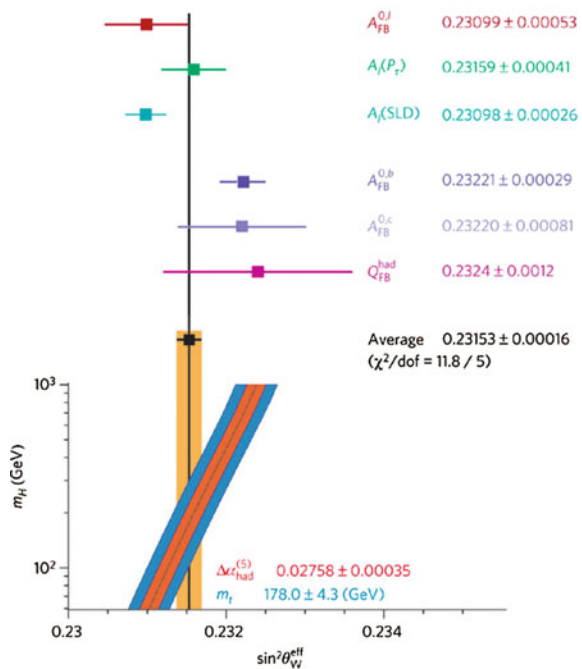 A_FB^0,l 0.23099 ± 0.00053
A_l(P_τ) 0.23159 ± 0.00041
A_l(SLD) 0.23098 ± 0.00026
A_FB^0,b 0.23221 ± 0.00029
A_FB^0,c 0.23220 ± 0.00081
Q_FB^had 0.2324 ± 0.0012
Average 0.23153 ± 0.00016
(χ²/dof = 11.8 / 5)
10³
m_H (GeV)
10²
Δα_had^(5) 0.02758 ± 0.00035
m_t 178.0 ± 4.3 (GeV)
0.23 0.232 0.234
sin²θ_W^eff